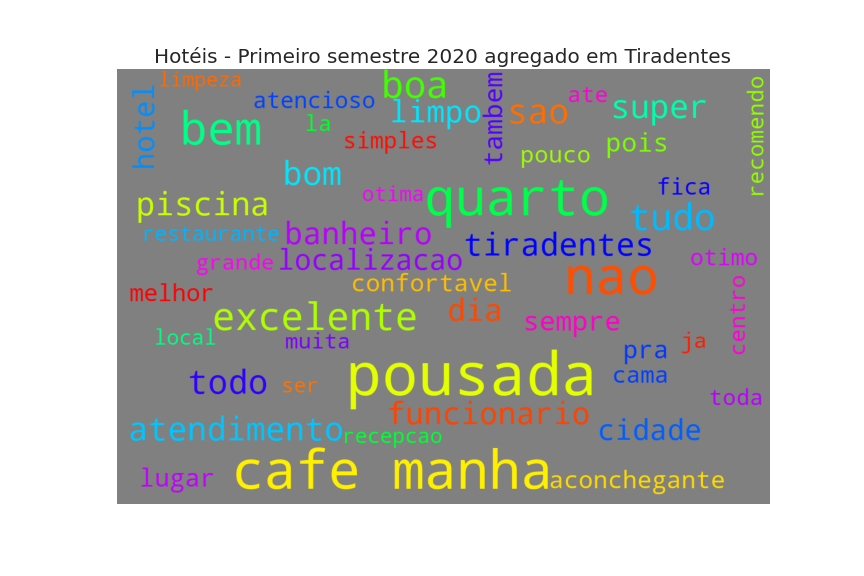 Hotéis - Primeiro semestre 2020 agregado em Tiradentes
limpeza
boa
tambem
hotel
atencioso
limpo
sao
ate
super
recomendo
bem
la
simples
pouco
pois
bom
otima
quarto
fica
piscina
tudo
restaurante
banheiro
tiradentes
grande
localizacao
nao
otimo
melhor
confortavel
centro
excelente
dia
sempre
local
muita
pra
ja
todo
ser
pousada
cama
toda
atendimento
recepcao
funcionario
cidade
lugar
cafe manha
aconchegante